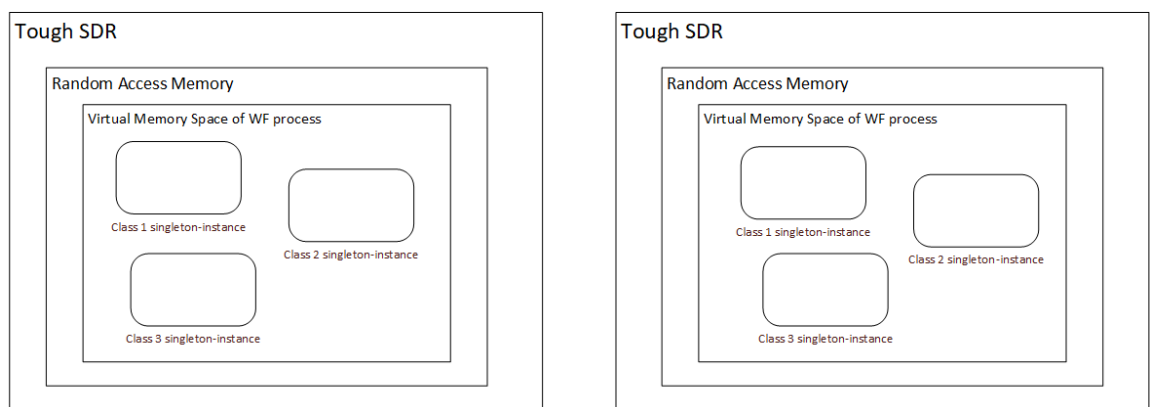 Tough SDR
Random Access Memory
Virtual Memory Space of WF process
Class 1 singleton-instance
Class 2 singleton-instance
Class 3 singleton-instance
Tough SDR
Random Access Memory
Virtual Memory Space of WF process
Class 1 singleton-instance
Class 2 singleton-instance
Class 3 singleton-instance